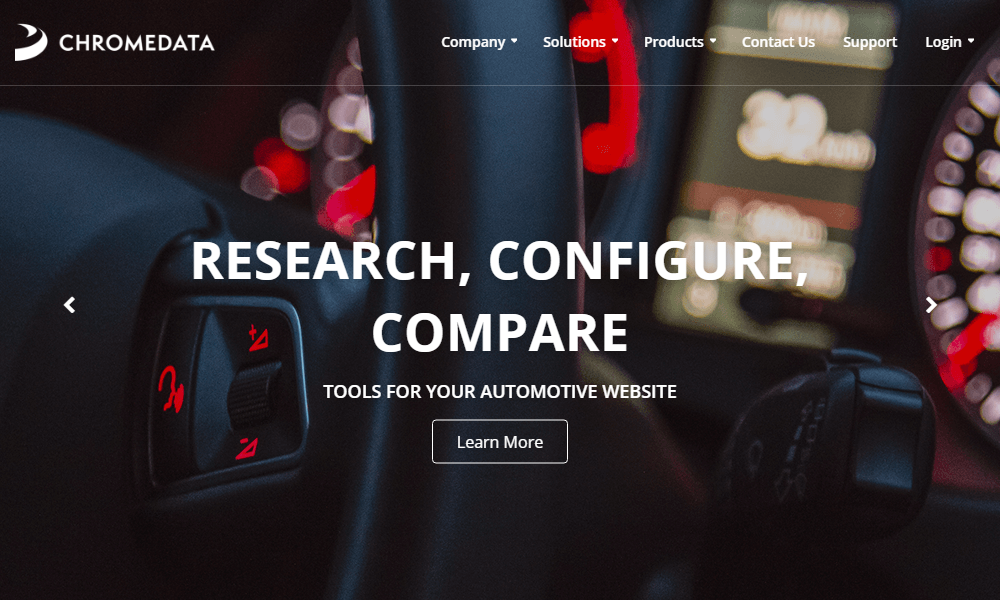 CHROMEDATA
Company Solutions Products Contact Us Support Login
RESEARCH, CONFIGURE,
COMPARE
TOOLS FOR YOUR AUTOMOTIVE WEBSITE
Learn More